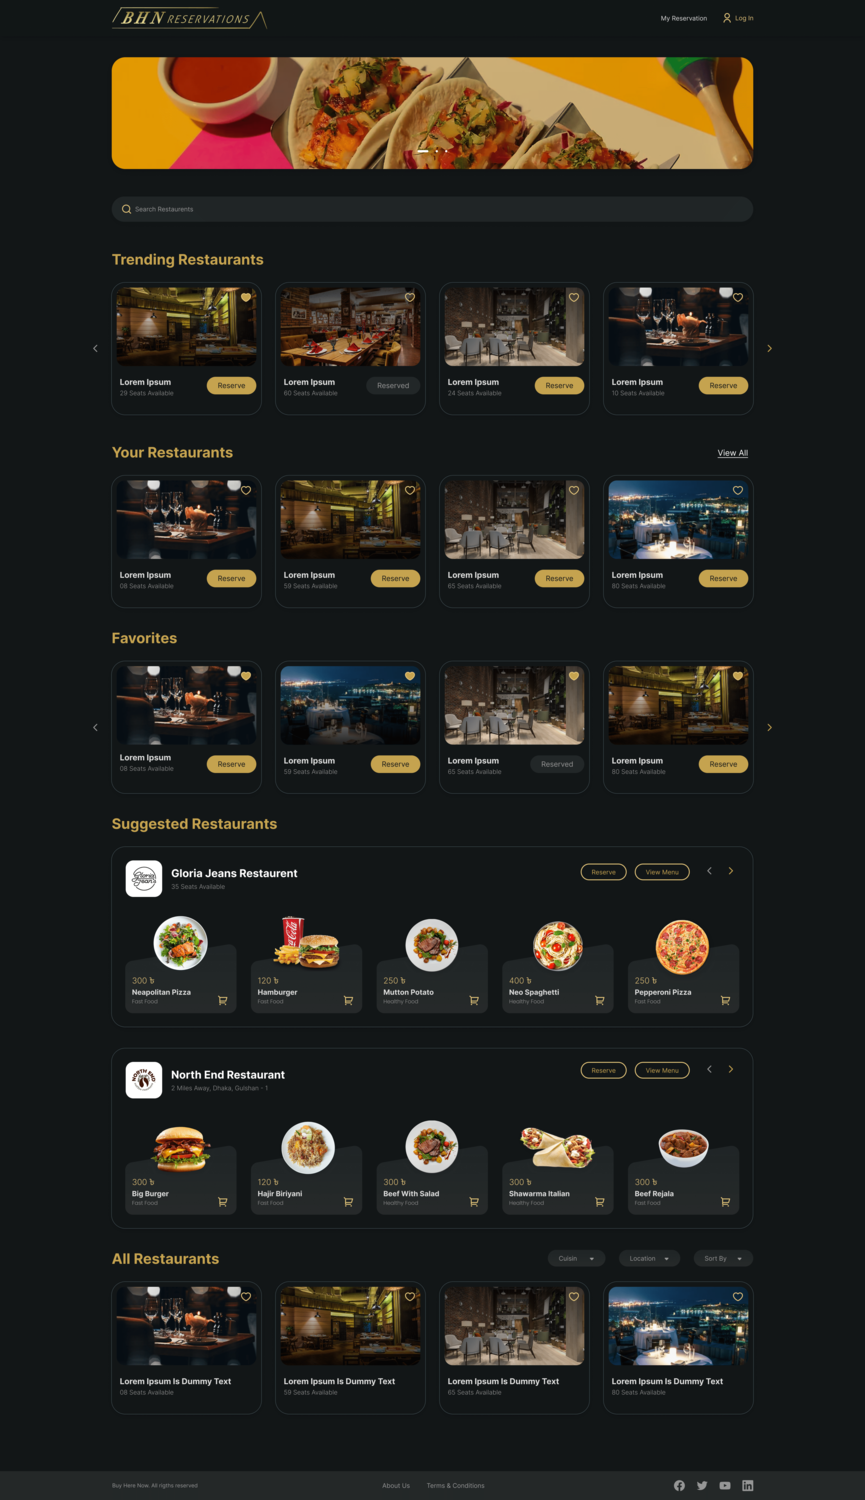 BHN RESERVATIONS
My Reservation
Log In
Search Restaurents
Trending Restaurants
Lorem Ipsum
29 Seats Available
Reserve
Lorem Ipsum
60 Seats Available
Reserved
Lorem Ipsum
24 Seats Available
Reserve
Lorem Ipsum
10 Seats Available
Reserve
Your Restaurants
View All
Lorem Ipsum
08 Seats Available
Reserve
Lorem Ipsum
59 Seats Available
Reserve
Lorem Ipsum
65 Seats Available
Reserve
Lorem Ipsum
80 Seats Available
Reserve
Favorites
Lorem Ipsum
08 Seats Available
Reserve
Lorem Ipsum
59 Seats Available
Reserve
Lorem Ipsum
65 Seats Available
Reserved
Lorem Ipsum
80 Seats Available
Reserve
Suggested Restaurants
Gloria Jean's
Gloria Jeans Restaurent
35 Seats Available
Reserve
View Menu
Coca-Cola
300 ৳
Neapolitan Pizza
Fast Food
120 ৳
Hamburger
Fast Food
250 ৳
Mutton Potato
Healthy Food
400 ৳
Neo Spaghetti
Healthy Food
250 ৳
Pepperoni Pizza
Fast Food
NORTH END
North End Restaurant
2 Miles Away, Dhaka, Gulshan - 1
Reserve
View Menu
300 ৳
Big Burger
Fast Food
120 ৳
Hajir Biriyani
Fast Food
300 ৳
Beef With Salad
Healthy Food
300 ৳
Shawarma Italian
Healthy Food
300 ৳
Beef Rejala
Fast Food
All Restaurants
Cuisin
Location
Sort By
Lorem Ipsum Is Dummy Text
08 Seats Available
Lorem Ipsum Is Dummy Text
59 Seats Available
Lorem Ipsum Is Dummy Text
65 Seats Available
Lorem Ipsum Is Dummy Text
80 Seats Available
Buy Here Now. All rigths reserved
About Us
Terms & Conditions